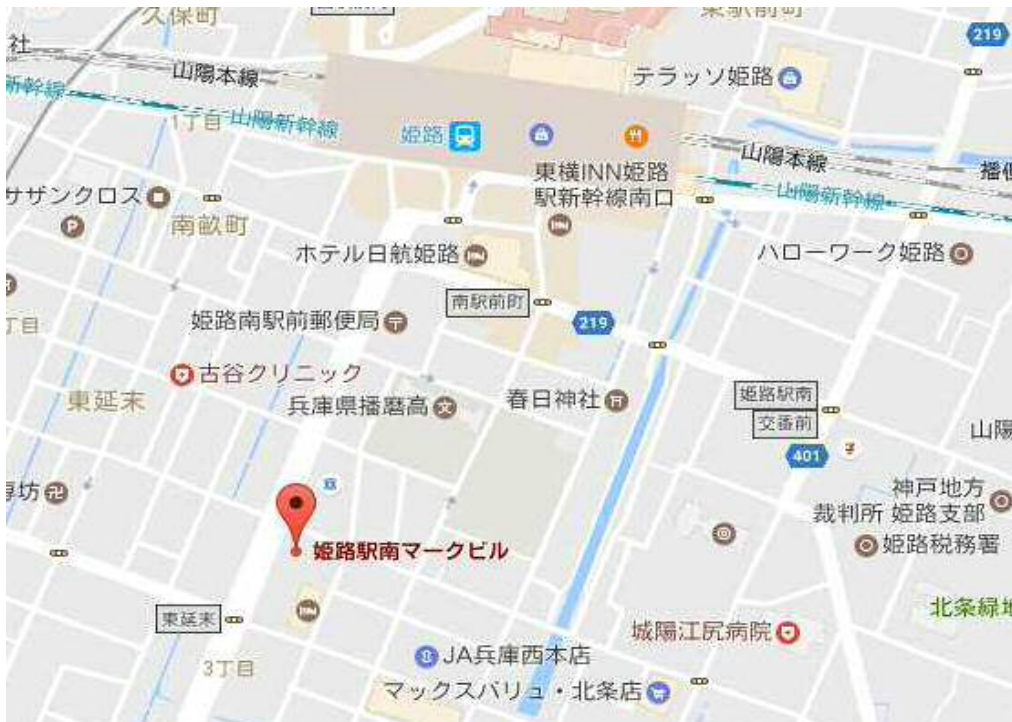 久保町
東駅前町
219
社
山陽本線
テラッソ姫路
新幹線
1丁目
山陽新幹線
姫路
山陽本線
東横INN姫路
駅新幹線南口
山陽新幹線
サザンクロス
南畝町
ホテル日航姫路
ハローワーク姫路
南駅前町
姫路南駅前郵便局
219
丁目
古谷クリニック
東延末
兵庫県播磨高
文
春日神社
姫路駅南
交番前
山陽
401
坊
神戸地方
裁判所 姫路支部
姫路税務署
姫路駅南マークビル
東延末
北条緑地
城陽江尻病院
3丁目
JA兵庫西本店
マックスバリュ・北条店
P